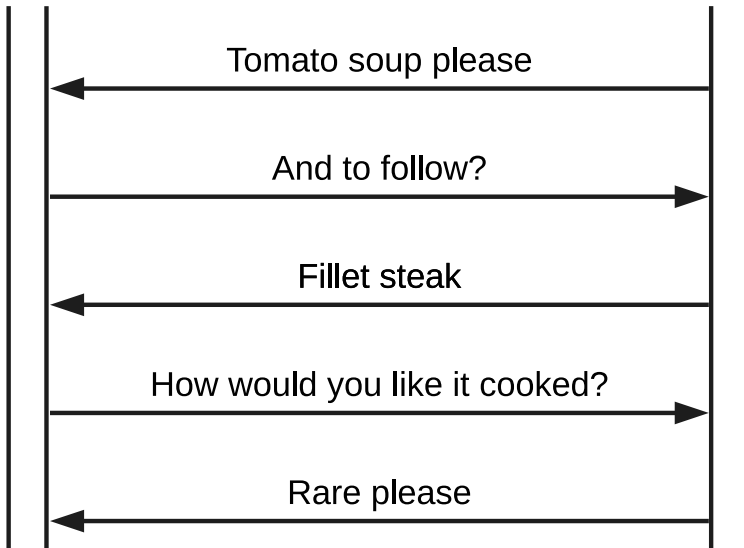 Tomato soup please
And to follow?
Fillet steak
How would you like it cooked?
Rare please